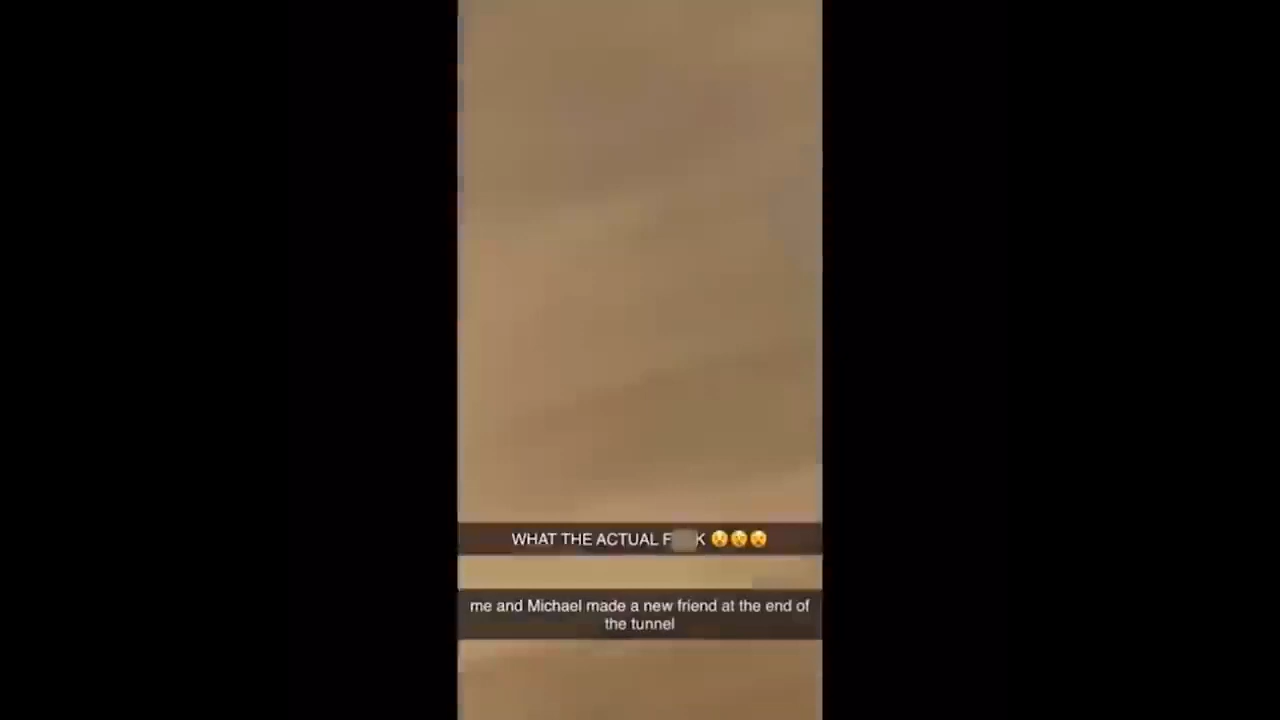 WHAT THE ACTUAL F K 😵😵😵
me and Michael made a new friend at the end of
the tunnel